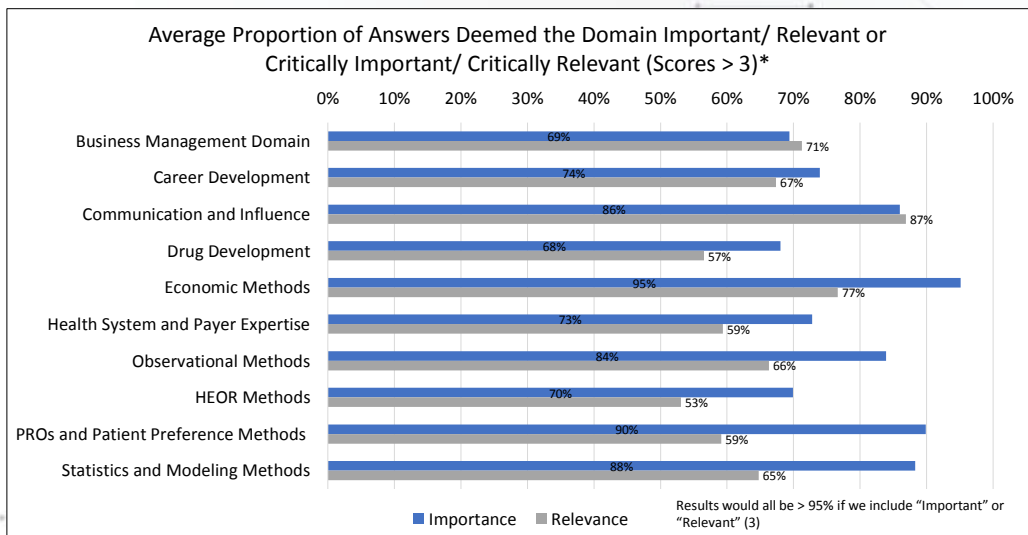 Average Proportion of Answers Deemed the Domain Important/ Relevant or
Critically Important/ Critically Relevant (Scores > 3)*
0% 10% 20% 30% 40% 50% 60% 70% 80% 90% 100%
Business Management Domain 69% 71%
Career Development 74% 67%
Communication and Influence 86% 87%
Drug Development 68% 57%
Economic Methods 95% 77%
Health System and Payer Expertise 73% 59%
Observational Methods 84% 66%
HEOR Methods 70% 53%
PROs and Patient Preference Methods 90% 59%
Statistics and Modeling Methods 88% 65%
Importance Relevance
Results would all be > 95% if we include “Important” or
“Relevant” (3)